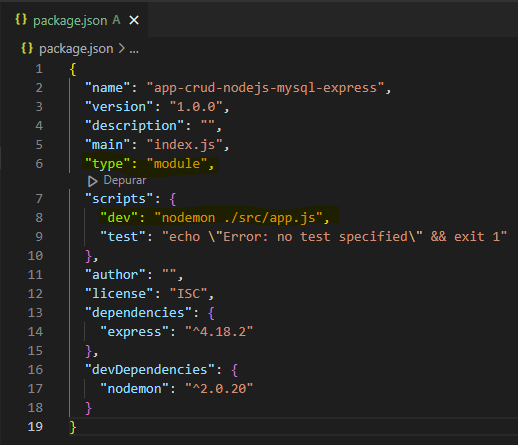 {} package.json A ×
{} package.json > ...
1 {
2 "name": "app-crud-nodejs-mysql-express",
3 "version": "1.0.0",
4 "description": "",
5 "main": "index.js",
6 "type": "module",
Depurar
7 "scripts": {
8 "dev": "nodemon ./src/app.js",
9 "test": "echo \"Error: no test specified\" && exit 1"
10 },
11 "author": "",
12 "license": "ISC",
13 "dependencies": {
14 "express": "^4.18.2"
15 },
16 "devDependencies": {
17 "nodemon": "^2.0.20"
18 }
19 }